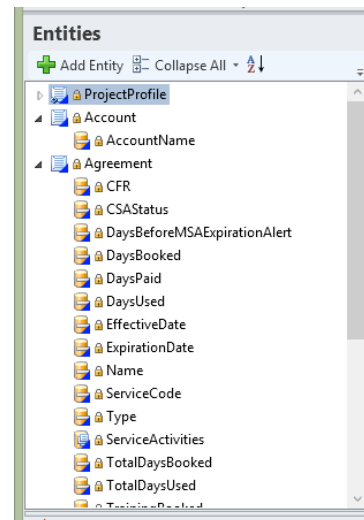 Entities
Add Entity Collapse All A Z
ProjectProfile
Account
AccountName
Agreement
CFR
CSAStatus
DaysBeforeMSAExpirationAlert
DaysBooked
DaysPaid
DaysUsed
EffectiveDate
ExpirationDate
Name
ServiceCode
Type
ServiceActivities
TotalDaysBooked
TotalDaysUsed
TrainingBooked